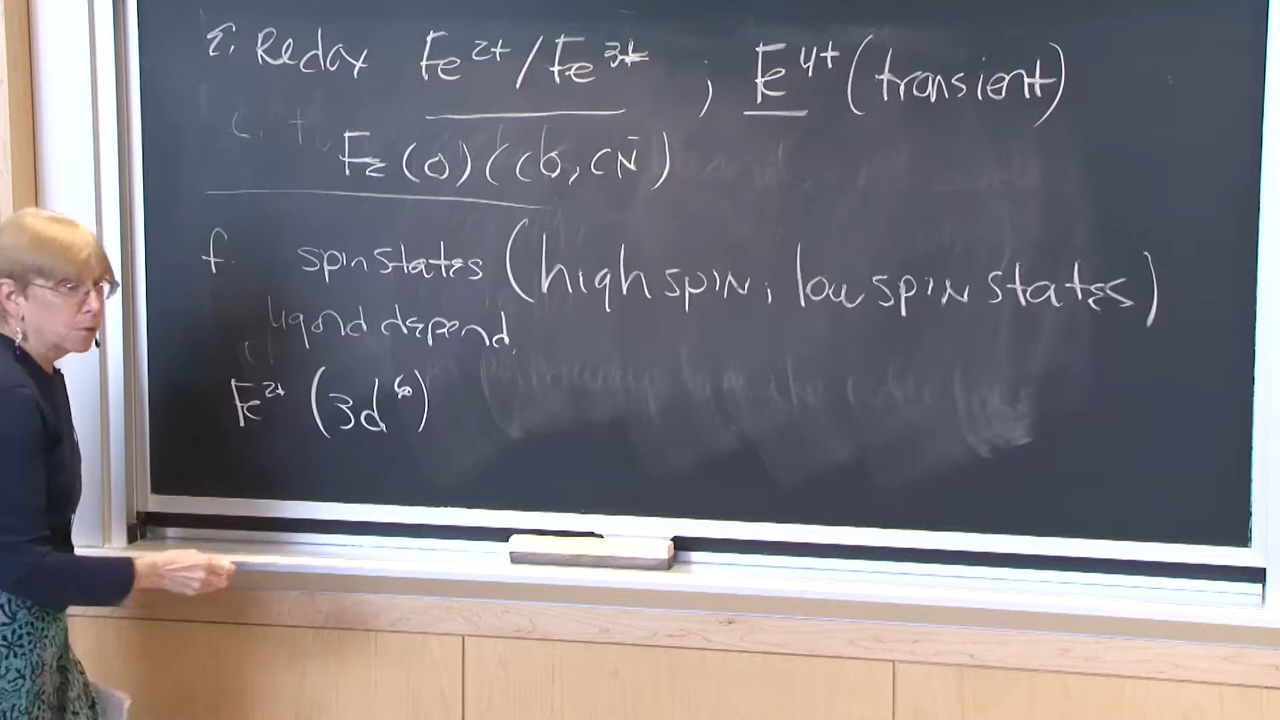 E. Redox Fe²⁺/Fe³⁺ ; Fe⁴⁺ (transient)
Fe(0) (CO, CN⁻)
f. spin states (high spin, low spin states)
ligand depend.
Fe²⁺ (3d⁶)